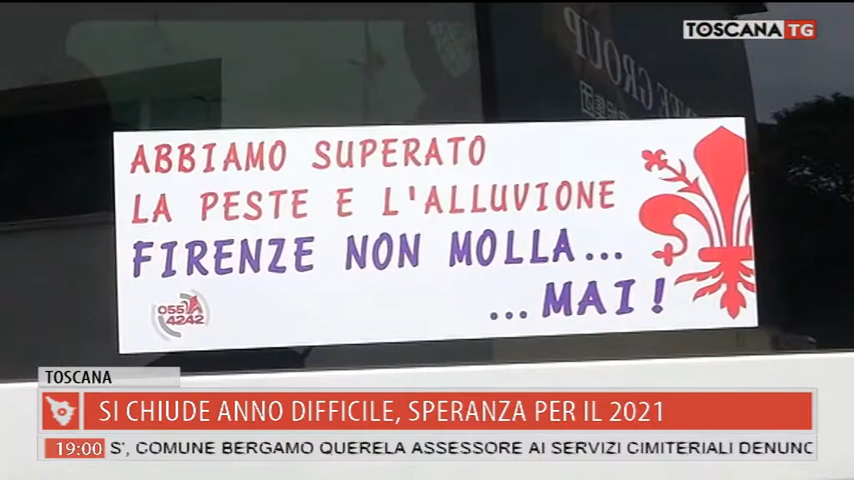 TOSCANA TG
GROUP
ABBIAMO SUPERATO
LA PESTE E L'ALLUVIONE
FIRENZE NON MOLLA...
...MAI!
055
4242
TOSCANA
SI CHIUDE ANNO DIFFICILE, SPERANZA PER IL 2021
19:00 S', COMUNE BERGAMO QUERELA ASSESSORE AI SERVIZI CIMITERIALI DENUNC